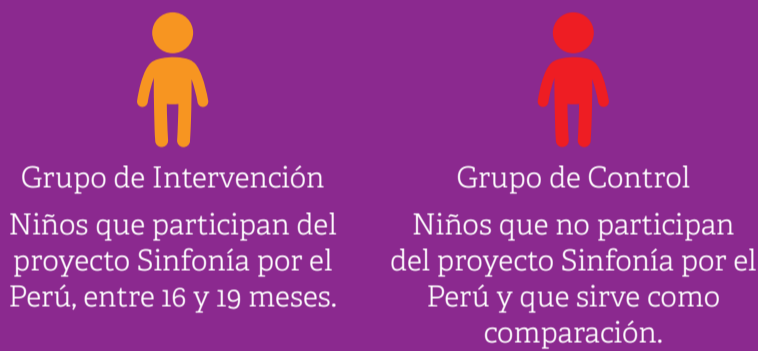 Grupo de Intervención
Niños que participan del
proyecto Sinfonía por el
Perú, entre 16 y 19 meses.
Grupo de Control
Niños que no participan
del proyecto Sinfonía por el
Perú y que sirve como
comparación.